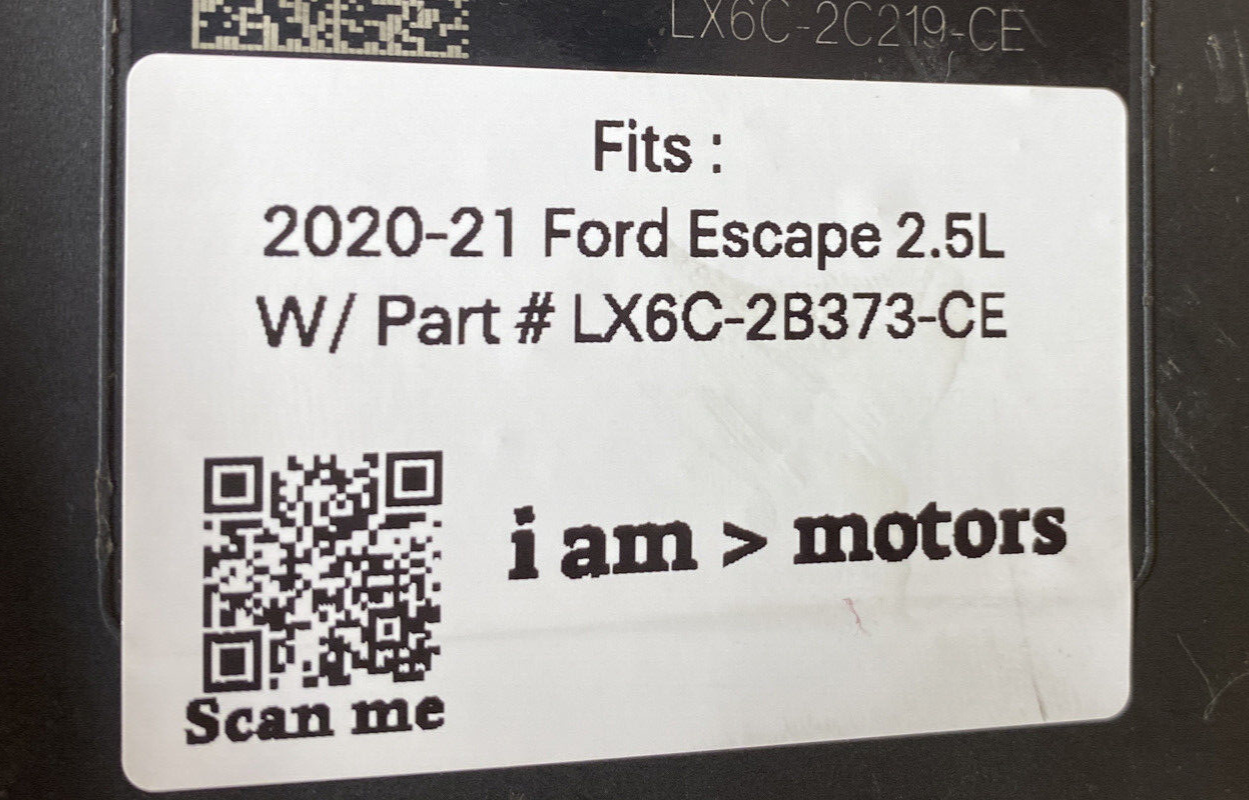 LX6C-2C219-CE
Fits :
2020-21 Ford Escape 2.5L
W/ Part # LX6C-2B373-CE
i am > motors
Scan me